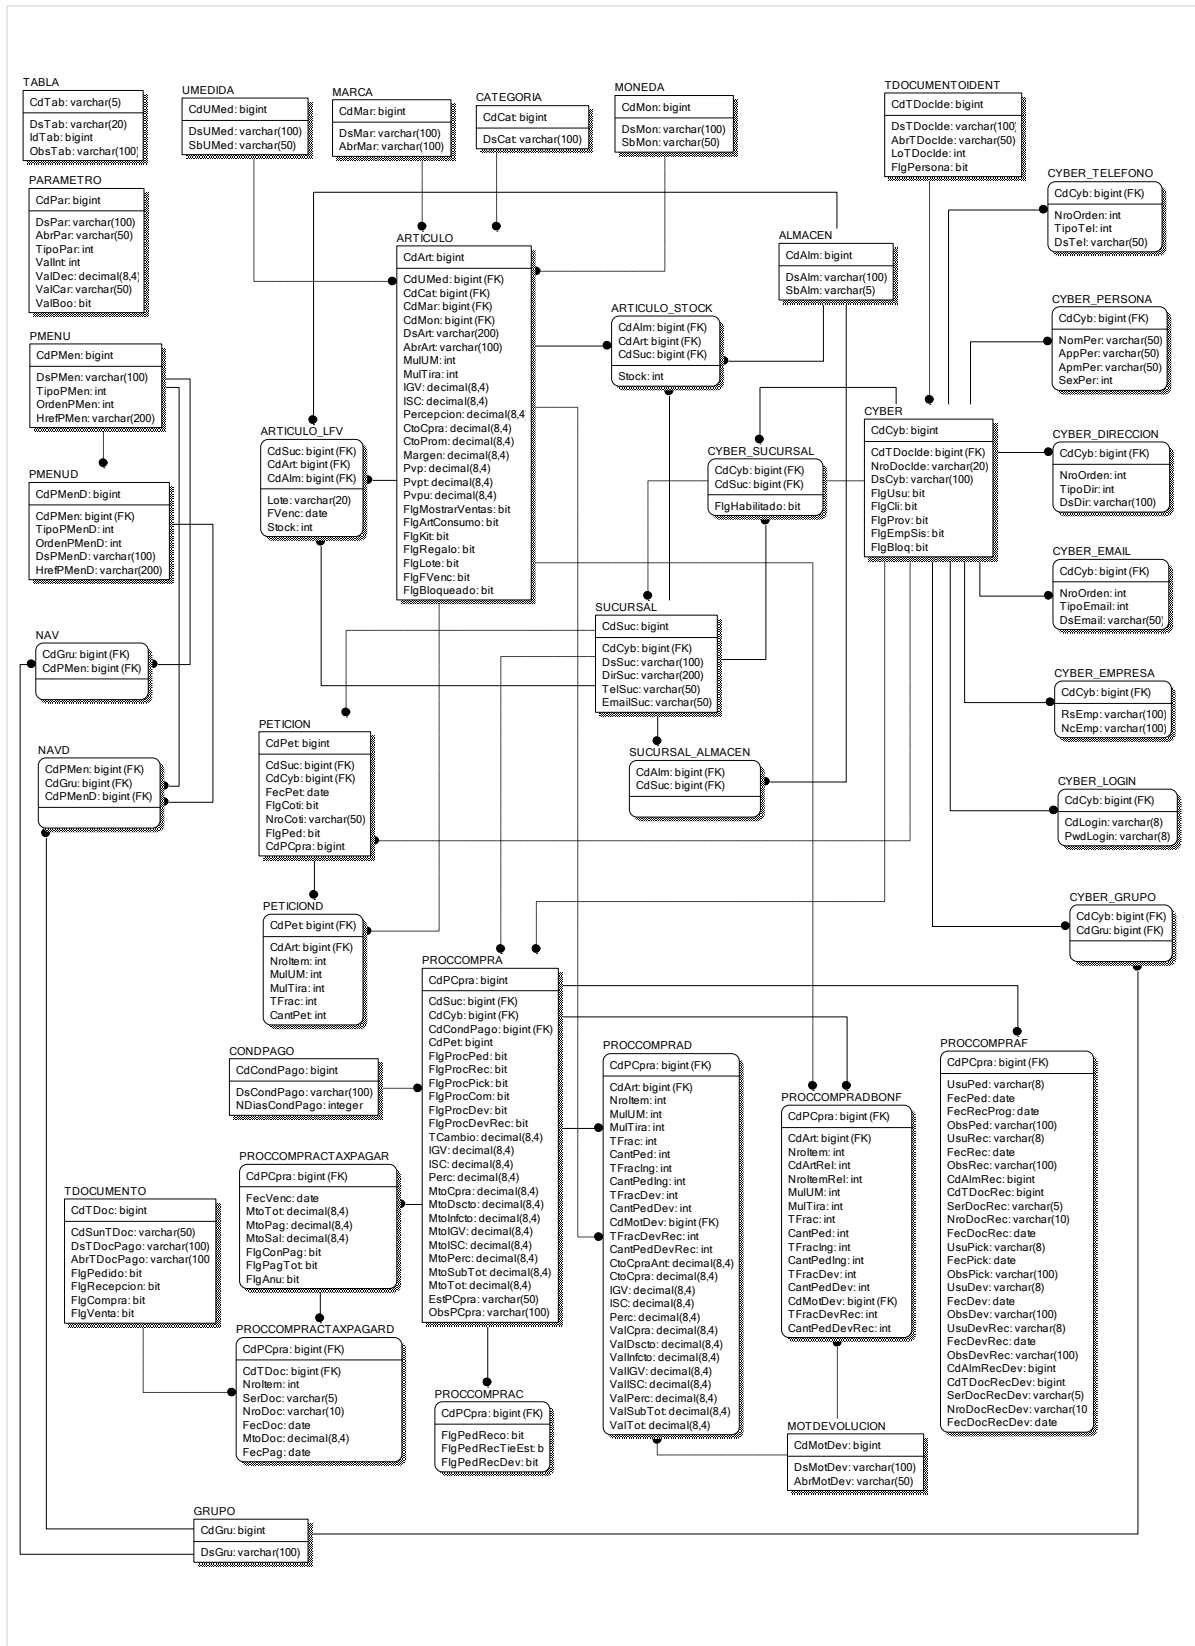 TABLA
CdTab: varchar(5)
DsTab: varchar(20)
IdTab: bigint
ObsTab: varchar(100)
UMEDIDA
CdUMed: bigint
DsUMed: varchar(100)
SbUMed: varchar(50)
MARCA
CdMar: bigint
DsMar: varchar(100)
AbrMar: varchar(100)
CATEGORIA
CdCat: bigint
DsCat: varchar(100)
MONEDA
CdMon: bigint
DsMon: varchar(100)
SbMon: varchar(50)
TDOCUMENTOIDENT
CdTDocIde: bigint
DsTDocIde: varchar(100)
AbrTDocIde: varchar(50)
LoTDocIde: int
FlgPersona: bit
PARAMETRO
CdPar: bigint
DsPar: varchar(100)
AbrPar: varchar(50)
TipoPar: int
ValInt: int
ValDec: decimal(8,4)
ValCar: varchar(50)
ValBoo: bit
CYBER_TELEFONO
CdCyb: bigint (FK)
NroOrden: int
TipoTel: int
DsTel: varchar(50)
ARTICULO
CdArt: bigint
CdUMed: bigint (FK)
CdCat: bigint (FK)
CdMar: bigint (FK)
CdMon: bigint (FK)
DsArt: varchar(200)
AbrArt: varchar(100)
MulUM: int
MulTira: int
IGV: decimal(8,4)
ISC: decimal(8,4)
Percepcion: decimal(8,4
CtoCpra: decimal(8,4)
CtoProm: decimal(8,4)
Margen: decimal(8,4)
Pvp: decimal(8,4)
Pvpt: decimal(8,4)
Pvpu: decimal(8,4)
FlgMostrarVentas: bit
FlgArtConsumo: bit
FlgKit: bit
FlgRegalo: bit
FlgLote: bit
FlgFVenc: bit
FlgBloqueado: bit
ALMACEN
CdAlm: bigint
DsAlm: varchar(100)
SbAlm: varchar(5)
ARTICULO_STOCK
CdAlm: bigint (FK)
CdArt: bigint (FK)
CdSuc: bigint (FK)
Stock: int
CYBER_PERSONA
CdCyb: bigint (FK)
NomPer: varchar(50)
AppPer: varchar(50)
ApmPer: varchar(50)
SexPer: int
PMENU
CdPMen: bigint
DsPMen: varchar(100)
TipoPMen: int
OrdenPMen: int
HrefPMen: varchar(200)
ARTICULO_LFV
CdSuc: bigint (FK)
CdArt: bigint (FK)
CdAlm: bigint (FK)
Lote: varchar(20)
FVenc: date
Stock: int
CYBER_SUCURSAL
CdCyb: bigint (FK)
CdSuc: bigint (FK)
FlgHabilitado: bit
CYBER
CdCyb: bigint
CdTDocIde: bigint (FK)
NroDocIde: varchar(20)
DsCyb: varchar(100)
FlgUsu: bit
FlgCli: bit
FlgProv: bit
FlgEmpSis: bit
FlgBloq: bit
CYBER_DIRECCION
CdCyb: bigint (FK)
NroOrden: int
TipoDir: int
DsDir: varchar(100)
PMENUD
CdPMenD: bigint
CdPMen: bigint (FK)
TipoPMenD: int
OrdenPMenD: int
DsPMenD: varchar(100)
HrefPMenD: varchar(200)
CYBER_EMAIL
CdCyb: bigint (FK)
NroOrden: int
TipoEmail: int
DsEmail: varchar(50)
NAV
CdGru: bigint (FK)
CdPMen: bigint (FK)
SUCURSAL
CdSuc: bigint
CdCyb: bigint (FK)
DsSuc: varchar(100)
DirSuc: varchar(200)
TelSuc: varchar(50)
EmailSuc: varchar(50)
CYBER_EMPRESA
CdCyb: bigint (FK)
RsEmp: varchar(100)
NcEmp: varchar(100)
PETICION
CdPet: bigint
CdSuc: bigint (FK)
CdCyb: bigint (FK)
FecPet: date
FlgCoti: bit
NroCoti: varchar(50)
FlgPed: bit
CdPCpra: bigint
NAVD
CdPMen: bigint (FK)
CdGru: bigint (FK)
CdPMenD: bigint (FK)
SUCURSAL_ALMACEN
CdAlm: bigint (FK)
CdSuc: bigint (FK)
CYBER_LOGIN
CdCyb: bigint (FK)
CdLogin: varchar(8)
PwdLogin: varchar(8)
PETICIOND
CdPet: bigint (FK)
CdArt: bigint (FK)
NroItem: int
MulUM: int
MulTira: int
TFrac: int
CantPet: int
CYBER_GRUPO
CdCyb: bigint (FK)
CdGru: bigint (FK)
PROCCOMPRA
CdPCpra: bigint
CdSuc: bigint (FK)
CdCyb: bigint (FK)
CdCondPago: bigint (FK)
CdPet: bigint
FlgProcPed: bit
FlgProcRec: bit
FlgProcPick: bit
FlgProcCom: bit
FlgProcDev: bit
FlgProcDevRec: bit
TCambio: decimal(8,4)
IGV: decimal(8,4)
ISC: decimal(8,4)
Perc: decimal(8,4)
MtoCpra: decimal(8,4)
MtoDscto: decimal(8,4)
MtoInfcto: decimal(8,4)
MtoIGV: decimal(8,4)
MtoISC: decimal(8,4)
MtoPerc: decimal(8,4)
MtoSubTot: decimal(8,4)
MtoTot: decimal(8,4)
EstPCpra: varchar(50)
ObsPCpra: varchar(100)
CONDPAGO
CdCondPago: bigint
DsCondPago: varchar(100)
NDiasCondPago: integer
PROCCOMPRAD
CdPCpra: bigint (FK)
CdArt: bigint (FK)
NroItem: int
MulUM: int
MulTira: int
TFrac: int
CantPed: int
TFracIng: int
CantPedIng: int
TFracDev: int
CantPedDev: int
CdMotDev: bigint (FK)
TFracDevRec: int
CantPedDevRec: int
CtoCpraAnt: decimal(8,4)
CtoCpra: decimal(8,4)
IGV: decimal(8,4)
ISC: decimal(8,4)
Perc: decimal(8,4)
ValCpra: decimal(8,4)
ValDscto: decimal(8,4)
ValInfcto: decimal(8,4)
ValIGV: decimal(8,4)
ValISC: decimal(8,4)
ValPerc: decimal(8,4)
ValSubTot: decimal(8,4)
ValTot: decimal(8,4)
PROCCOMPRADBONF
CdPCpra: bigint (FK)
CdArt: bigint (FK)
NroItem: int
CdArtRel: int
NroItemRel: int
MulUM: int
MulTira: int
TFrac: int
CantPed: int
TFracIng: int
CantPedIng: int
TFracDev: int
CantPedDev: int
CdMotDev: bigint (FK)
TFracDevRec: int
CantPedDevRec: int
PROCCOMPRAF
CdPCpra: bigint (FK)
UsuPed: varchar(8)
FecPed: date
FecRecProg: date
ObsPed: varchar(100)
UsuRec: varchar(8)
FecRec: date
ObsRec: varchar(100)
CdAlmRec: bigint
CdTDocRec: bigint
SerDocRec: varchar(5)
NroDocRec: varchar(10)
FecDocRec: date
UsuPick: varchar(8)
FecPick: date
ObsPick: varchar(100)
UsuDev: varchar(8)
FecDev: date
ObsDev: varchar(100)
UsuDevRec: varchar(8)
FecDevRec: date
ObsDevRec: varchar(100)
CdAlmRecDev: bigint
CdTDocRecDev: bigint
SerDocRecDev: varchar(5)
NroDocRecDev: varchar(10
FecDocRecDev: date
PROCCOMPRACTAXPAGAR
CdPCpra: bigint (FK)
FecVenc: date
MtoTot: decimal(8,4)
MtoPag: decimal(8,4)
MtoSal: decimal(8,4)
FlgConPag: bit
FlgPagTot: bit
FlgAnu: bit
TDOCUMENTO
CdTDoc: bigint
CdSunTDoc: varchar(50)
DsTDocPago: varchar(100)
AbrTDocPago: varchar(100
FlgPedido: bit
FlgRecepcion: bit
FlgCompra: bit
FlgVenta: bit
PROCCOMPRACTAXPAGARD
CdPCpra: bigint (FK)
CdTDoc: bigint (FK)
NroItem: int
SerDoc: varchar(5)
NroDoc: varchar(10)
FecDoc: date
MtoDoc: decimal(8,4)
FecPag: date
PROCCOMPRAC
CdPCpra: bigint (FK)
FlgPedReco: bit
FlgPedRecTieEst: b
FlgPedRecDev: bit
MOTDEVOLUCION
CdMotDev: bigint
DsMotDev: varchar(100)
AbrMotDev: varchar(50)
GRUPO
CdGru: bigint
DsGru: varchar(100)